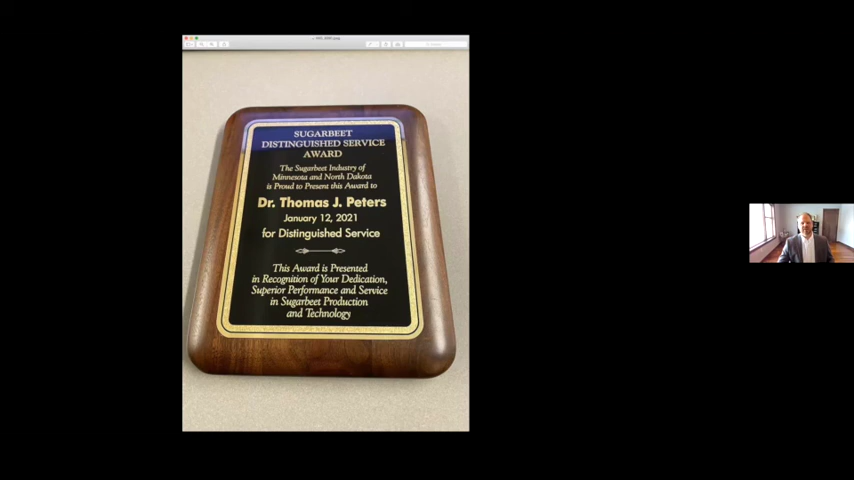 SUGARBEET
DISTINGUISHED SERVICE
AWARD
The Sugarbeet Industry of
Minnesota and North Dakota
is Proud to Present this Award to
Dr. Thomas J. Peters
January 12, 2021
for Distinguished Service
This Award is Presented
in Recognition of Your Dedication,
Superior Performance and Service
in Sugarbeet Production
and Technology